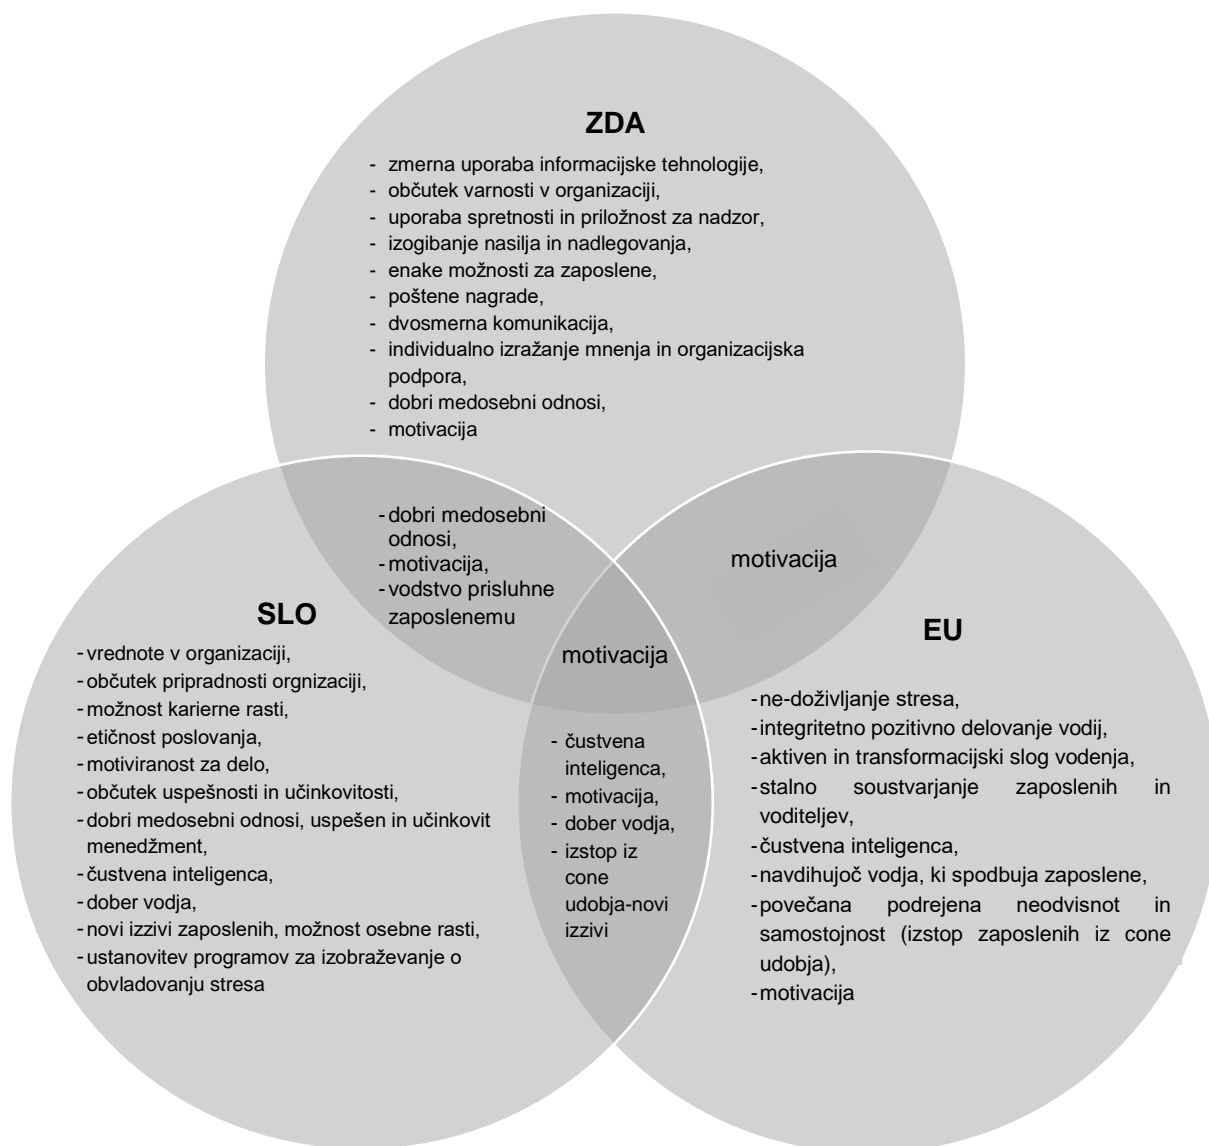 ZDA
- zmerna uporaba informacijske tehnologije,
- občutek varnosti v organizaciji,
- uporaba spretnosti in priložnost za nadzor,
- izogibanje nasilja in nadlegovanja,
- enake možnosti za zaposlene,
- poštene nagrade,
- dvosmerna komunikacija,
- individualno izražanje mnenja in organizacijska
podpora,
- dobri medosebni odnosi,
- motivacija
- dobri medosebni
odnosi,
- motivacija,
- vodstvo prisluhne
zaposlenemu
motivacija
motivacija
SLO
- vrednote v organizaciji,
- občutek pripradnosti orgnizaciji,
- možnost karierne rasti,
- etičnost poslovanja,
- motiviranost za delo,
- občutek uspešnosti in učinkovitosti,
- dobri medosebni odnosi, uspešen in učinkovit
menedžment,
- čustvena inteligenca,
- dober vodja,
- novi izzivi zaposlenih, možnost osebne rasti,
- ustanovitev programov za izobraževanje o
obvladovanju stresa
- čustvena
inteligenca,
- motivacija,
- dober vodja,
- izstop iz
cone
udobja-novi
izzivi
EU
- ne-doživljanje stresa,
- integritetno pozitivno delovanje vodij,
- aktiven in transformacijski slog vodenja,
- stalno soustvarjanje zaposlenih in
voditeljev,
- čustvena inteligenca,
- navdihujoč vodja, ki spodbuja zaposlene,
- povečana podrejena neodvisnot in
samostojnost (izstop zaposlenih iz cone
udobja),
- motivacija